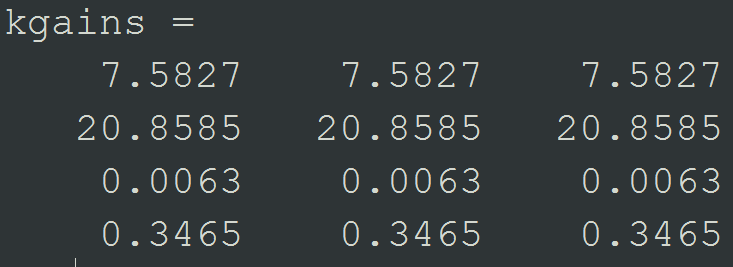 kgains =
7.5827 7.5827 7.5827
20.8585 20.8585 20.8585
0.0063 0.0063 0.0063
0.3465 0.3465 0.3465